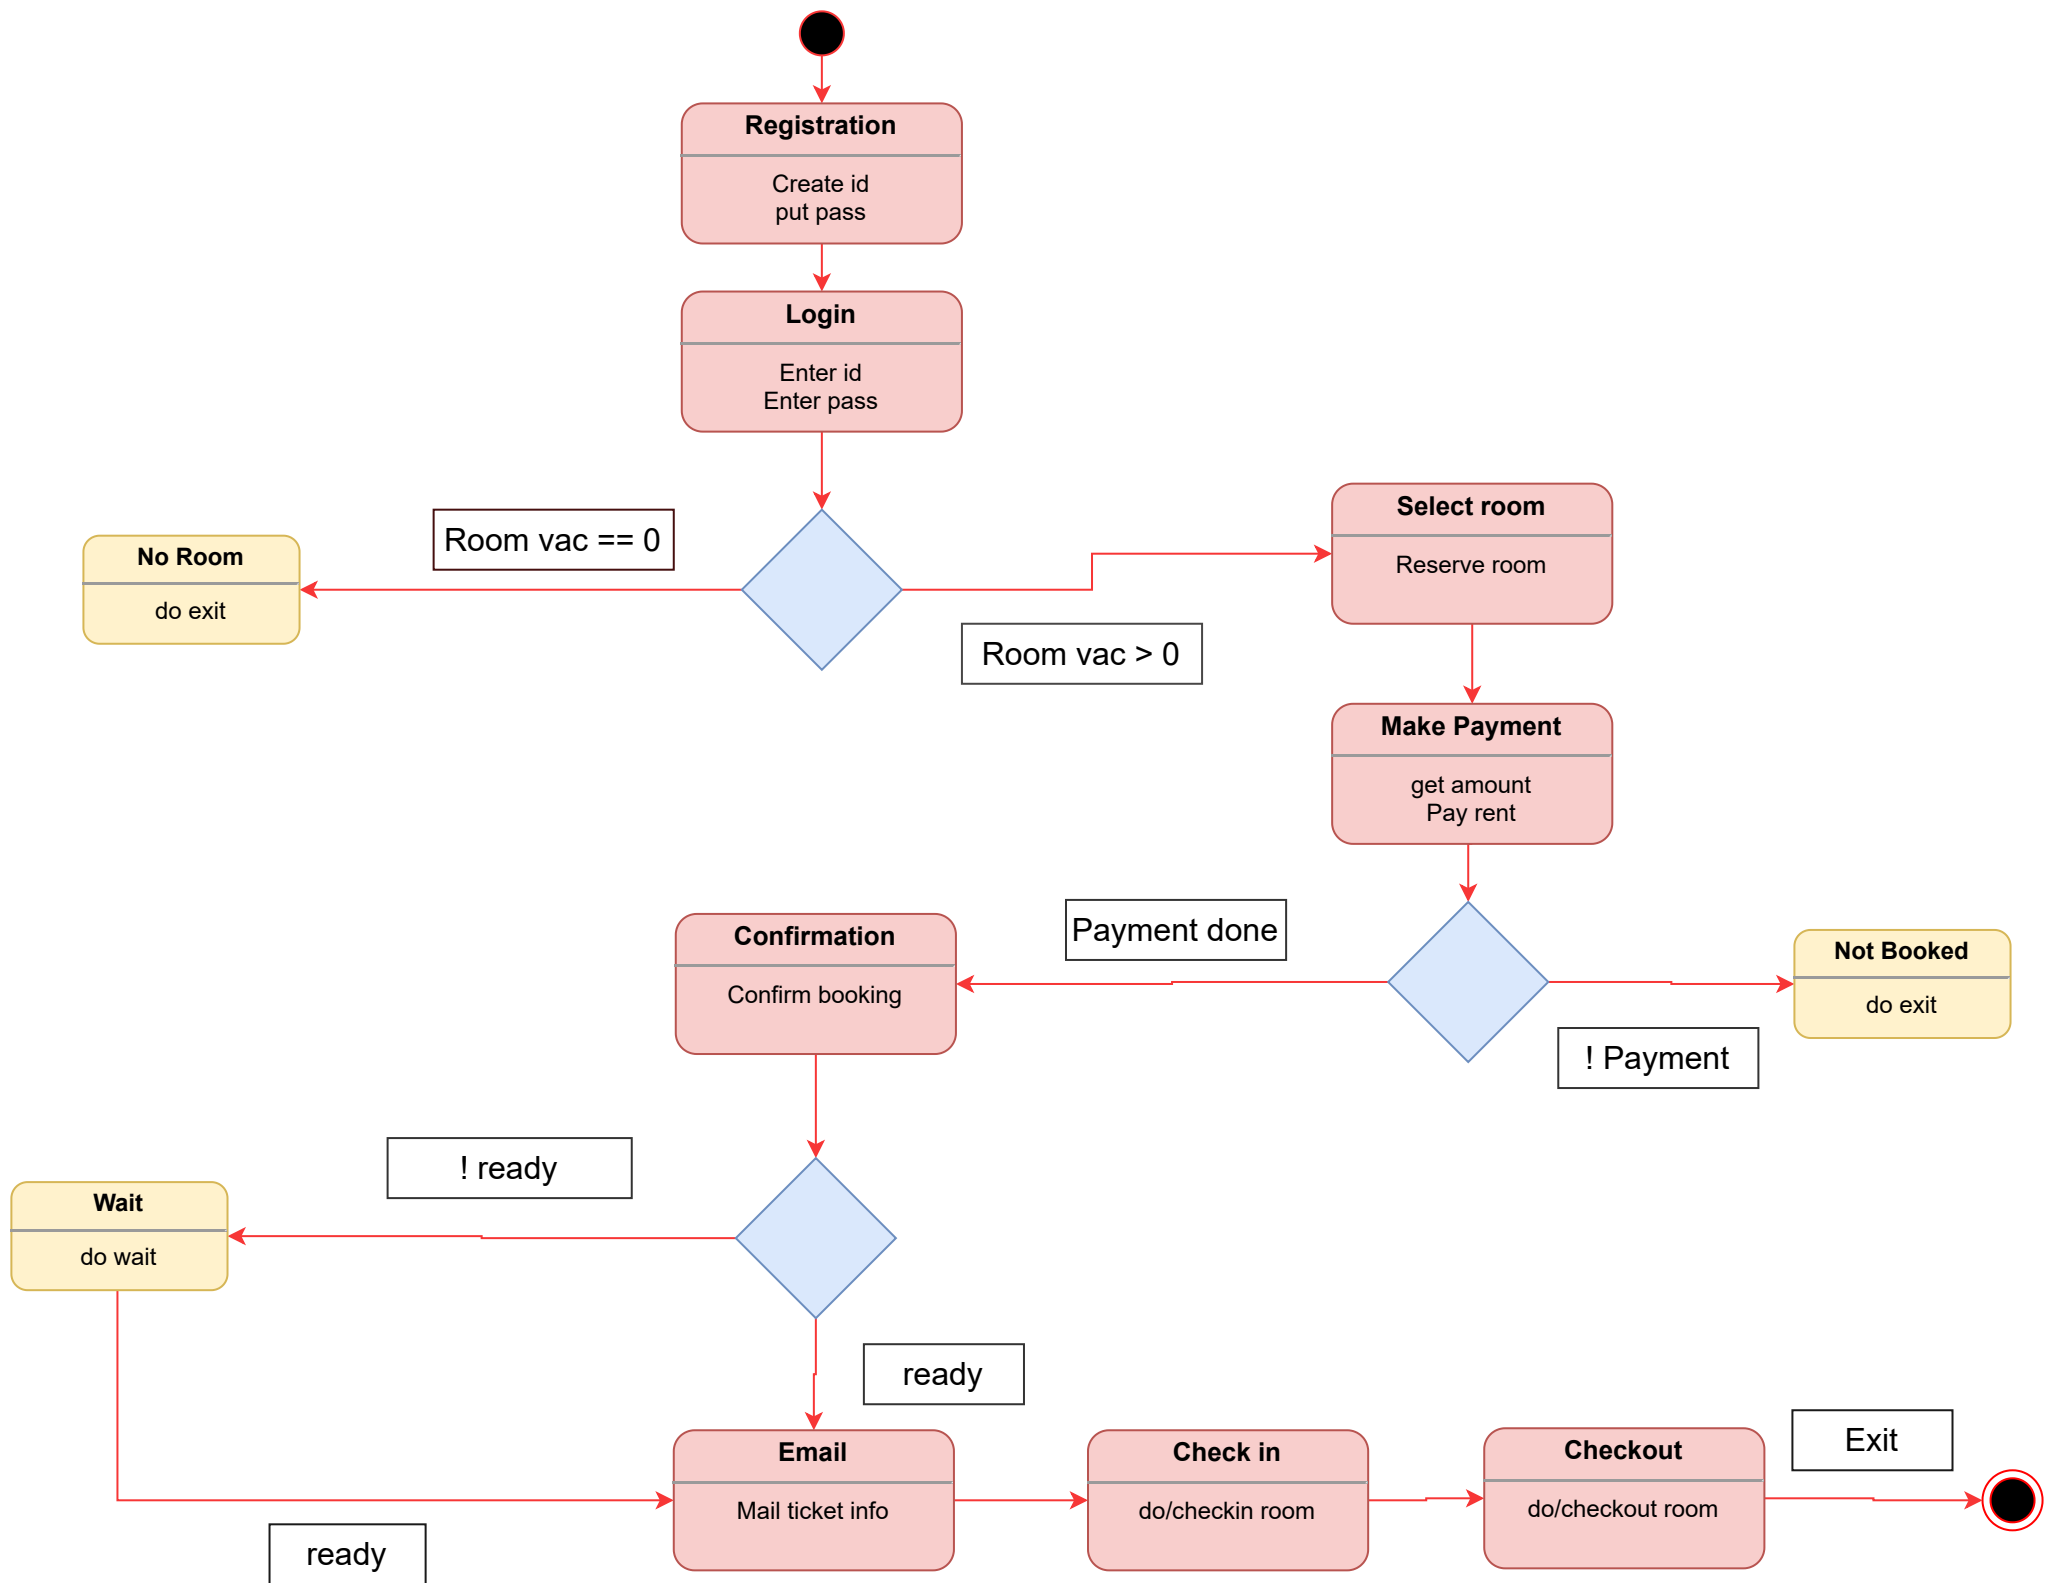 Registration
Create id
put pass
Login
Enter id
Enter pass
Room vac == 0
No Room
do exit
Room vac > 0
Select room
Reserve room
Make Payment
get amount
Pay rent
Payment done
! Payment
Not Booked
do exit
Confirmation
Confirm booking
! ready
Wait
do wait
ready
ready
Email
Mail ticket info
Check in
do/checkin room
Checkout
do/checkout room
Exit